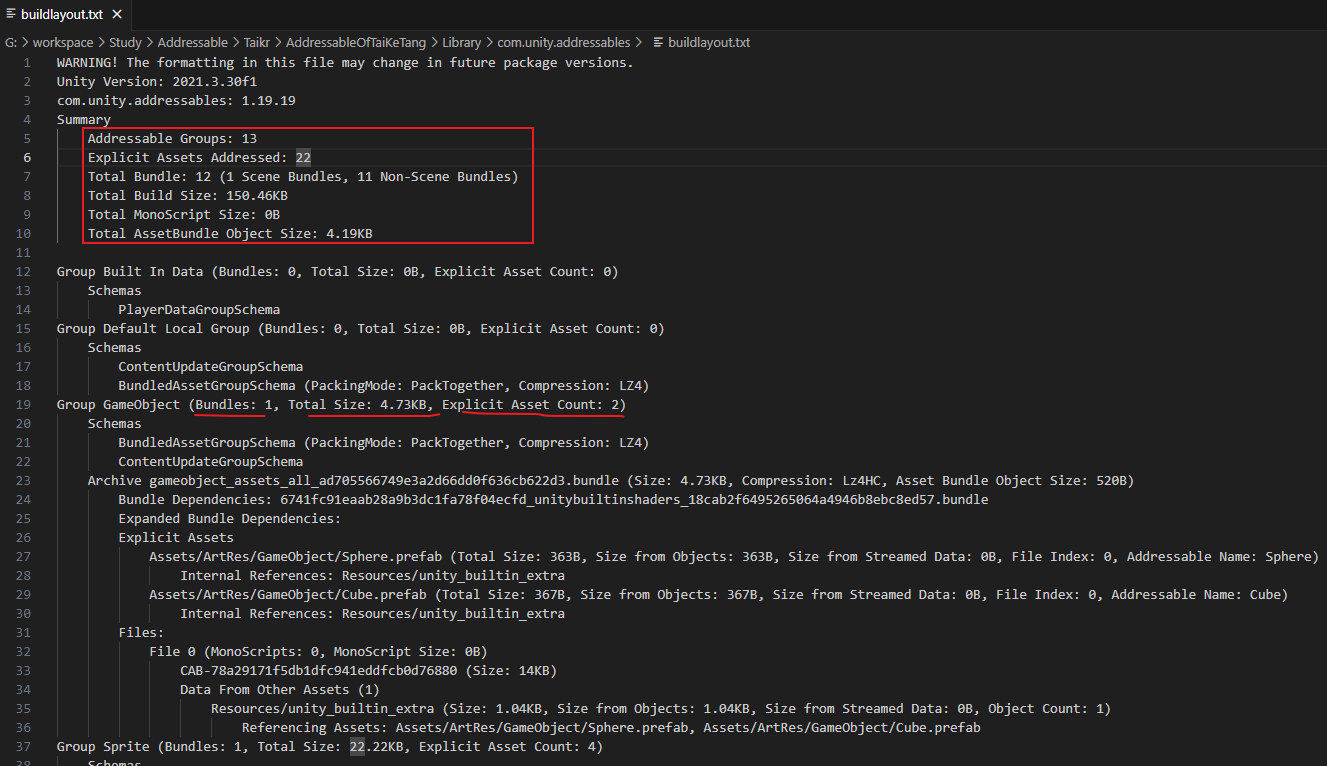 buildlayout.txt
G: > workspace > Study > Addressable > Taikr > AddressableOfTaiKeTang > Library > com.unity.addressables > buildlayout.txt
1 WARNING! The formatting in this file may change in future package versions.
2 Unity Version: 2021.3.30f1
3 com.unity.addressables: 1.19.19
4 Summary
5 Addressable Groups: 13
6 Explicit Assets Addressed: 22
7 Total Bundle: 12 (1 Scene Bundles, 11 Non-Scene Bundles)
8 Total Build Size: 150.46KB
9 Total MonoScript Size: 0B
10 Total AssetBundle Object Size: 4.19KB
11
12 Group Built In Data (Bundles: 0, Total Size: 0B, Explicit Asset Count: 0)
13 Schemas
14 PlayerDataGroupSchema
15 Group Default Local Group (Bundles: 0, Total Size: 0B, Explicit Asset Count: 0)
16 Schemas
17 ContentUpdateGroupSchema
18 BundledAssetGroupSchema (PackingMode: PackTogether, Compression: LZ4)
19 Group GameObject (Bundles: 1, Total Size: 4.73KB, Explicit Asset Count: 2)
20 Schemas
21 BundledAssetGroupSchema (PackingMode: PackTogether, Compression: LZ4)
22 ContentUpdateGroupSchema
23 Archive gameobject_assets_all_ad705566749e3a2d66dd0f636cb622d3.bundle (Size: 4.73KB, Compression: Lz4HC, Asset Bundle Object Size: 520B)
24 Bundle Dependencies: 6741fc91eaab28a9b3dc1fa78f04ecfd_unitybuiltinshaders_18cab2f6495265064a4946b8ebc8ed57.bundle
25 Expanded Bundle Dependencies:
26 Explicit Assets
27 Assets/ArtRes/GameObject/Sphere.prefab (Total Size: 363B, Size from Objects: 363B, Size from Streamed Data: 0B, File Index: 0, Addressable Name: Sphere)
28 Internal References: Resources/unity_builtin_extra
29 Assets/ArtRes/GameObject/Cube.prefab (Total Size: 367B, Size from Objects: 367B, Size from Streamed Data: 0B, File Index: 0, Addressable Name: Cube)
30 Internal References: Resources/unity_builtin_extra
31 Files:
32 File 0 (MonoScripts: 0, MonoScript Size: 0B)
33 CAB-78a29171f5db1dfc941eddfcb0d76880 (Size: 14KB)
34 Data From Other Assets (1)
35 Resources/unity_builtin_extra (Size: 1.04KB, Size from Objects: 1.04KB, Size from Streamed Data: 0B, Object Count: 1)
36 Referencing Assets: Assets/ArtRes/GameObject/Sphere.prefab, Assets/ArtRes/GameObject/Cube.prefab
37 Group Sprite (Bundles: 1, Total Size: 22.22KB, Explicit Asset Count: 4)
38 Schemas